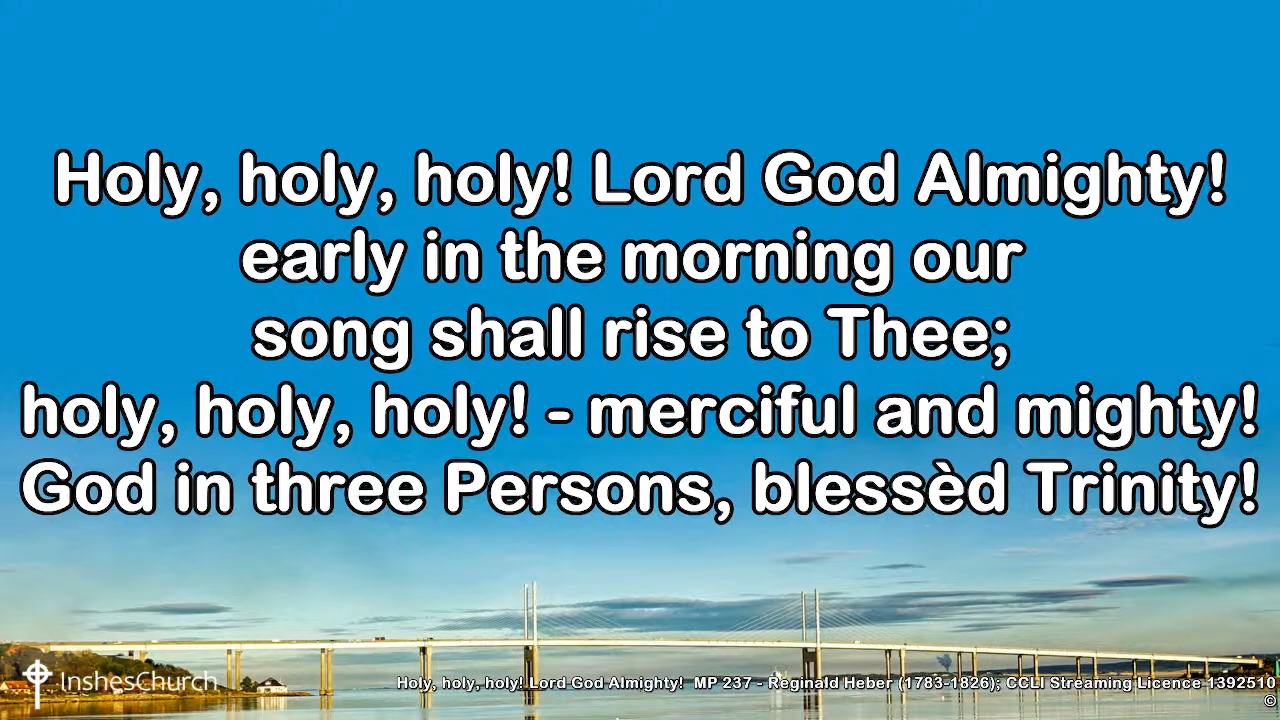 Holy, holy, holy! Lord God Almighty!
early in the morning our
song shall rise to Thee;
holy, holy, holy! - merciful and mighty!
God in three Persons, blessèd Trinity!
InshesChurch
Holy, holy, holy! Lord God Almighty! MP 237 - Reginald Heber (1783-1826); CCLI Streaming Licence 1392510
©